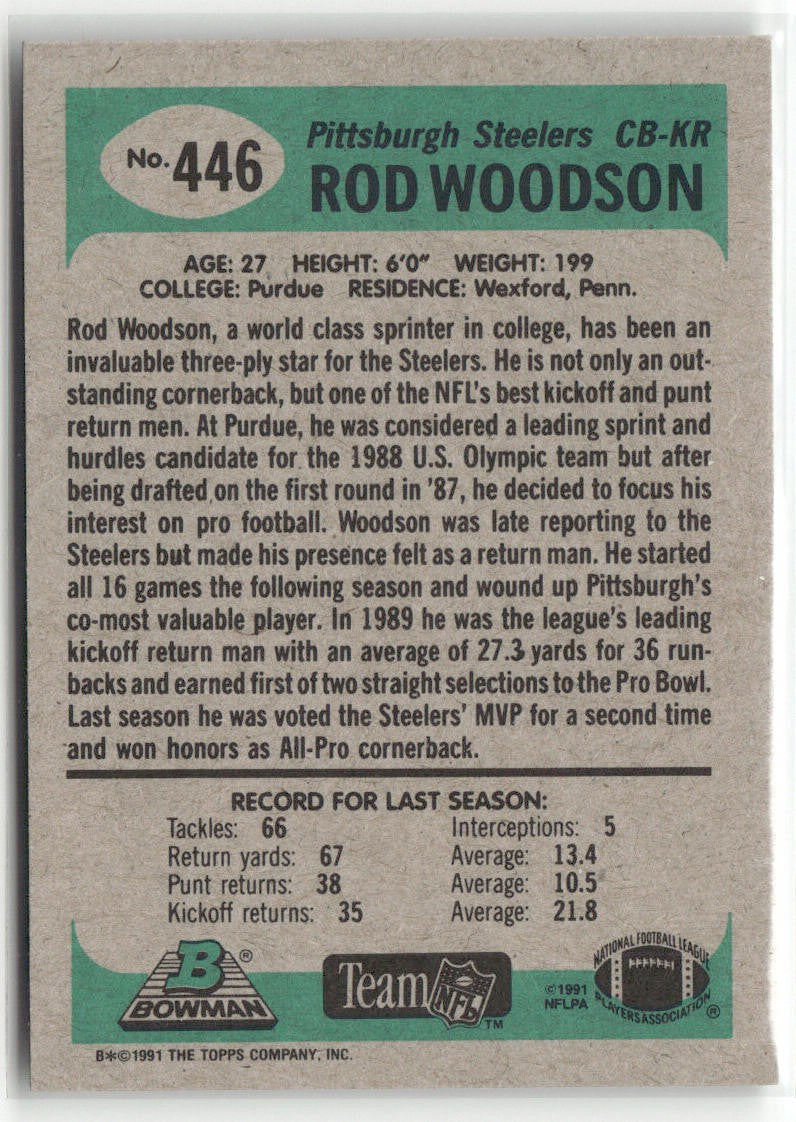 No. 446
Pittsburgh Steelers CB-KR
ROD WOODSON
AGE: 27 HEIGHT: 6'0" WEIGHT: 199
COLLEGE: Purdue RESIDENCE: Wexford, Penn.
Rod Woodson, a world class sprinter in college, has been an
invaluable three-ply star for the Steelers. He is not only an out-
standing cornerback, but one of the NFL's best kickoff and punt
return men. At Purdue, he was considered a leading sprint and
hurdles candidate for the 1988 U.S. Olympic team but after
being drafted on the first round in '87, he decided to focus his
interest on pro football. Woodson was late reporting to the
Steelers but made his presence felt as a return man. He started
all 16 games the following season and wound up Pittsburgh's
co-most valuable player. In 1989 he was the league's leading
kickoff return man with an average of 27.3 yards for 36 run-
backs and earned first of two straight selections to the Pro Bowl.
Last season he was voted the Steelers' MVP for a second time
and won honors as All-Pro cornerback.
RECORD FOR LAST SEASON:
Tackles: 66 Interceptions: 5
Return yards: 67 Average: 13.4
Punt returns: 38 Average: 10.5
Kickoff returns: 35 Average: 21.8
B ®
BOWMAN
Team NFL ™
©1991
NFLPA
NATIONAL FOOTBALL LEAGUE
PLAYERS ASSOCIATION ®
B*©1991 THE TOPPS COMPANY, INC.